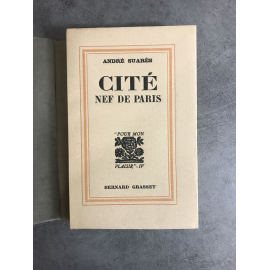 ANDRÉ SUARÈS
CITÉ
NEF DE PARIS
"POUR MON
PLAISIR"-IV
BERNARD GRASSET